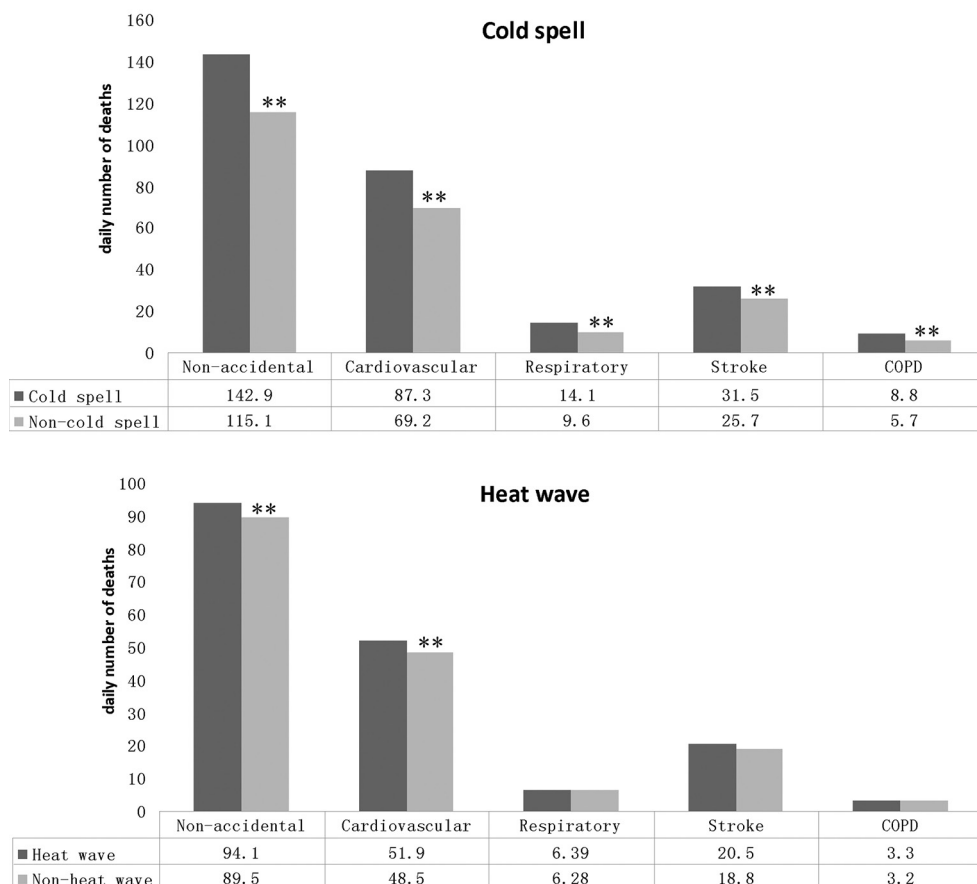 Cold spell
daily number of deaths
160
140
120
100
80
60
40
20
0
**
**
**
**
**
Non-accidental Cardiovascular Respiratory Stroke COPD
Cold spell 142.9 87.3 14.1 31.5 8.8
Non-cold spell 115.1 69.2 9.6 25.7 5.7
Heat wave
daily number of deaths
100
90
80
70
60
50
40
30
20
10
0
**
**
Non-accidental Cardiovascular Respiratory Stroke COPD
Heat wave 94.1 51.9 6.39 20.5 3.3
Non-heat wave 89.5 48.5 6.28 18.8 3.2